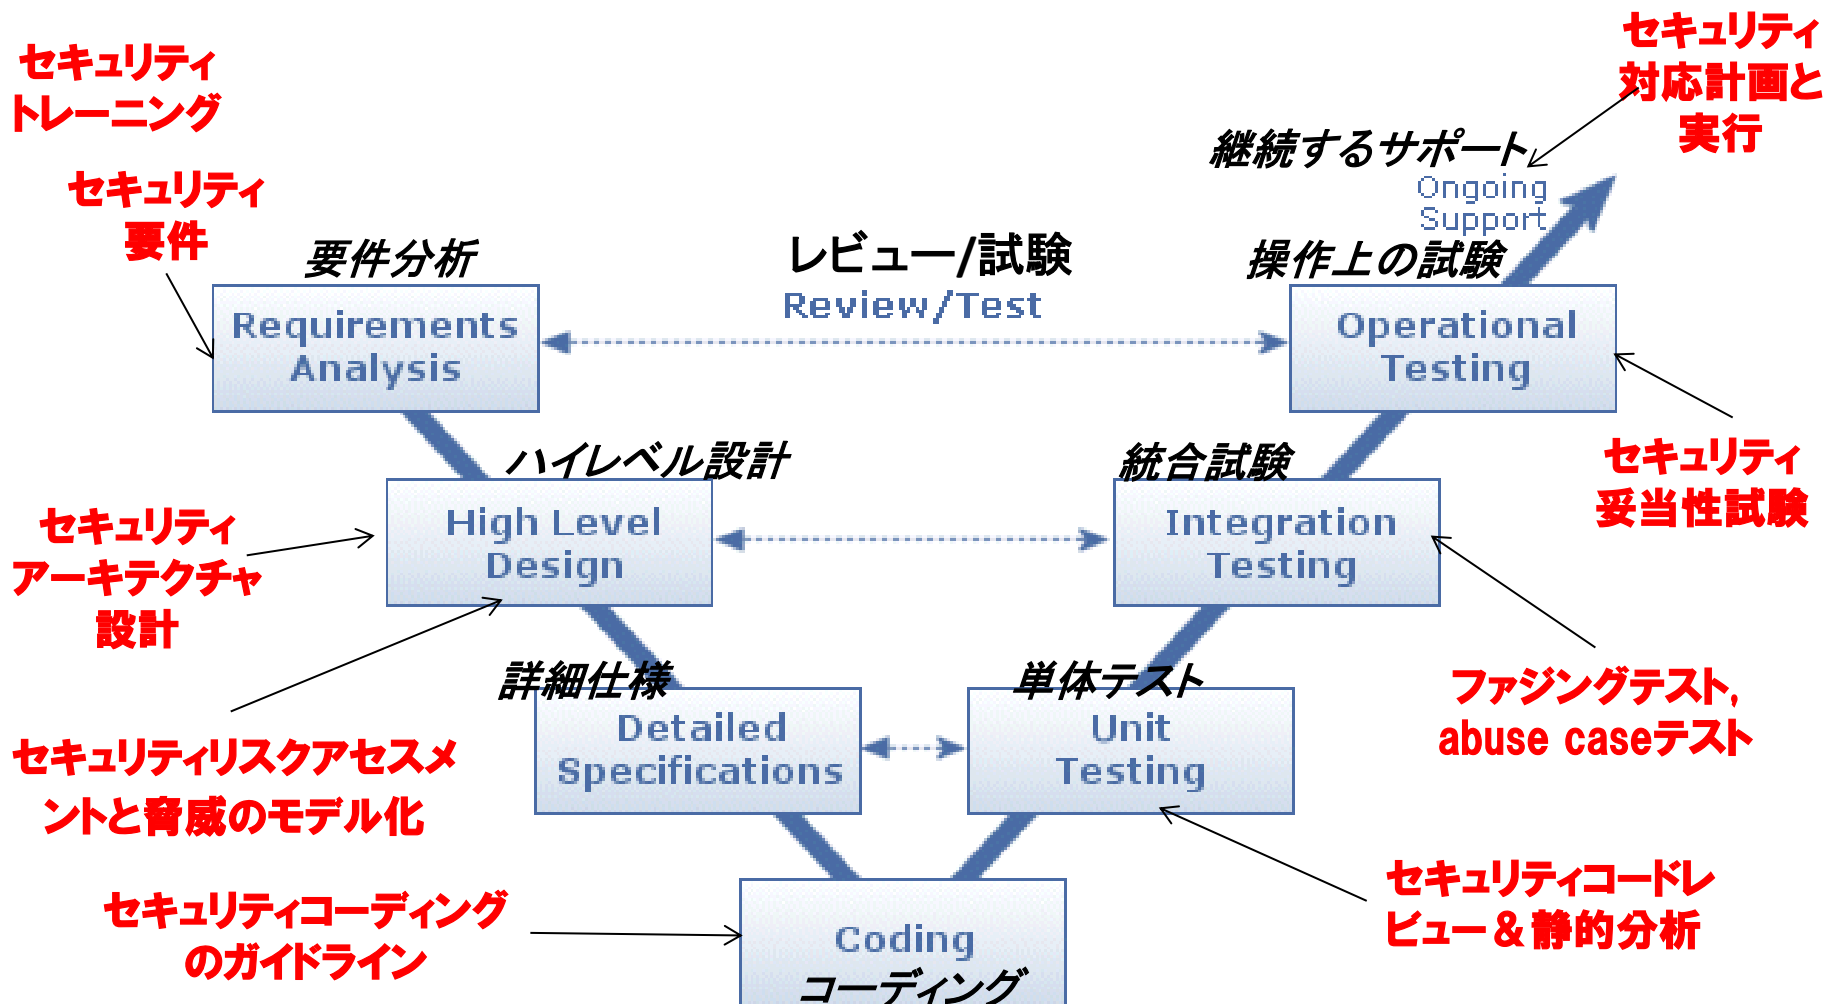 セキュリティ
トレーニング
セキュリティ
対応計画と
実行
継続するサポート
Ongoing
Support
セキュリティ
要件
要件分析
レビュー/試験
Review/Test
操作上の試験
Requirements
Analysis
Operational
Testing
ハイレベル設計
統合試験
セキュリティ
妥当性試験
High Level
Design
Integration
Testing
セキュリティ
アーキテクチャ
設計
詳細仕様
単体テスト
ファジングテスト,
abuse caseテスト
Detailed
Specifications
Unit
Testing
セキュリティリスクアセスメ
ントと脅威のモデル化
セキュリティコードレ
ビュー＆静的分析
セキュリティコーディング
のガイドライン
Coding
コーディング